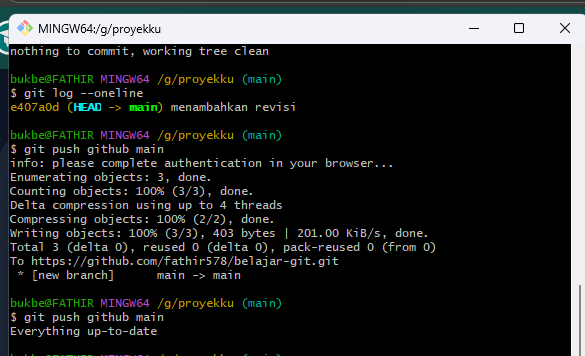 MINGW64:/g/proyekku
nothing to commit, working tree clean
bukbe@FATHIR MINGW64 /g/proyekku (main)
$ git log --oneline
e407a0d (HEAD -> main) menambahkan revisi
bukbe@FATHIR MINGW64 /g/proyekku (main)
$ git push github main
info: please complete authentication in your browser...
Enumerating objects: 3, done.
Counting objects: 100% (3/3), done.
Delta compression using up to 4 threads
Compressing objects: 100% (2/2), done.
Writing objects: 100% (3/3), 403 bytes | 201.00 KiB/s, done.
Total 3 (delta 0), reused 0 (delta 0), pack-reused 0 (from 0)
To https://github.com/fathir578/belajar-git.git
 * [new branch]      main -> main
bukbe@FATHIR MINGW64 /g/proyekku (main)
$ git push github main
Everything up-to-date
bukbe@FATHIR MINGW64 /g/proyekku (main)